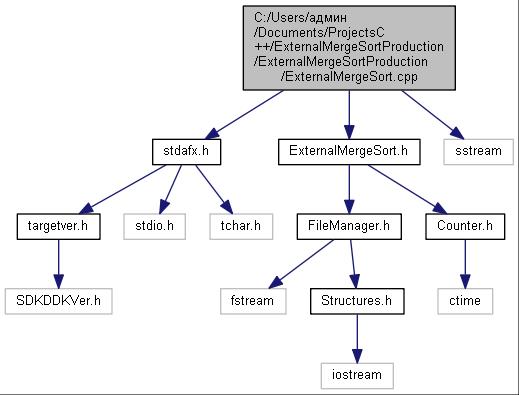 C:/Users/админ
/Documents/ProjectsC
++/ExternalMergeSortProduction
/ExternalMergeSortProduction
/ExternalMergeSort.cpp
stdafx.h
ExternalMergeSort.h
sstream
targetver.h
stdio.h
tchar.h
FileManager.h
Counter.h
SDKDDKVer.h
fstream
Structures.h
ctime
iostream